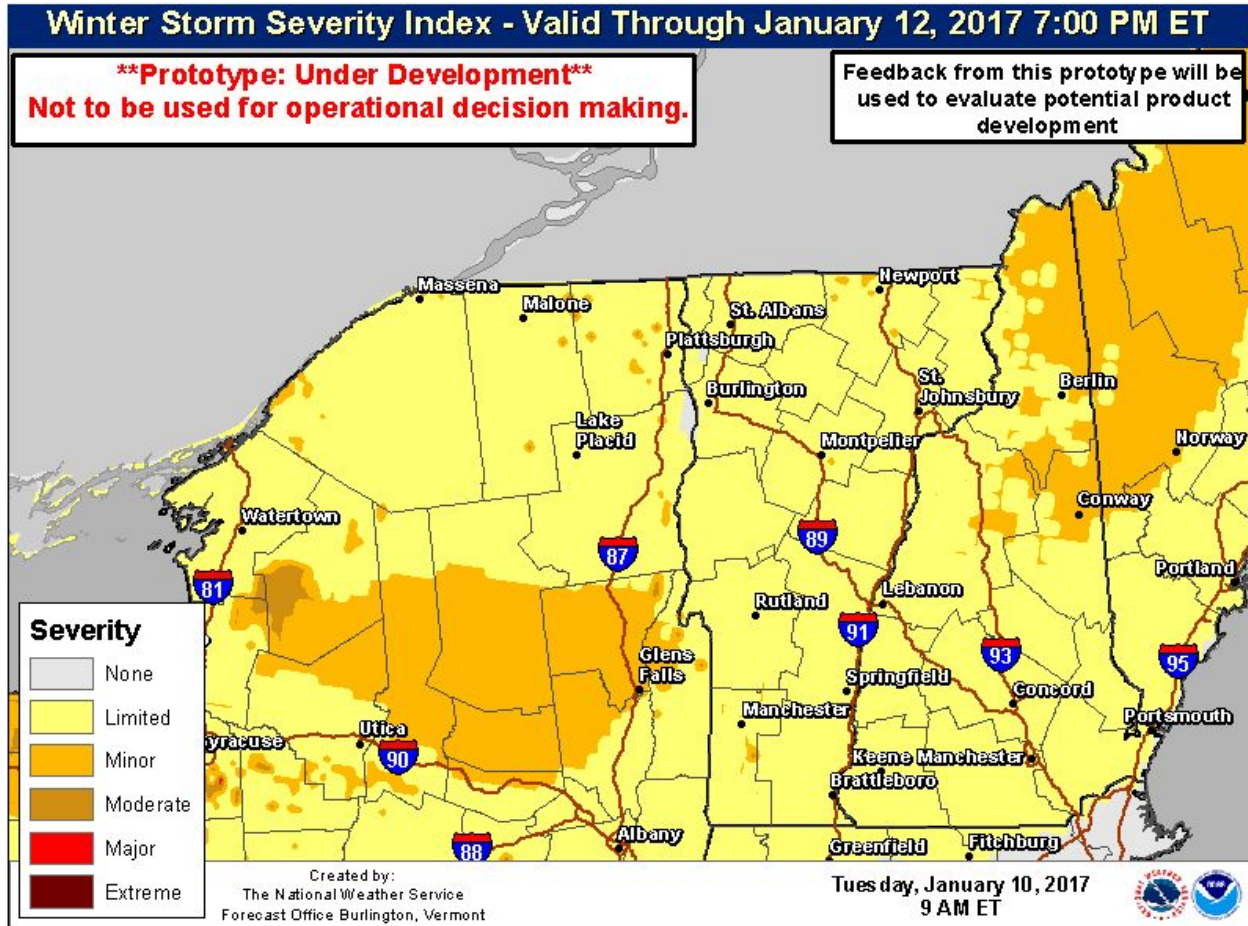 Winter Storm Severity Index - Valid Through January 12, 2017 7:00 PM ET
**Prototype: Under Development**
Not to be used for operational decision making.
Feedback from this prototype will be
used to evaluate potential product
development
Massena
Malone
Newport
St. Albans
Plattsburgh
Burlington
Berlin
St.
Johnsbury
Lake
Placid
Montpelier
Norway
Watertown
Conway
89
87
81
Portland
Lebanon
Rutland
91
93
95
Glens
Falls
Springfield
Concord
Manchester
Portsmouth
Utica
Syracuse
90
Keene
Manchester
Brattleboro
Albany
88
Greenfield
Fitchburg
Severity
None
Limited
Minor
Moderate
Major
Extreme
Created by:
The National Weather Service
Forecast Office Burlington, Vermont
Tuesday, January 10, 2017
9 AM ET